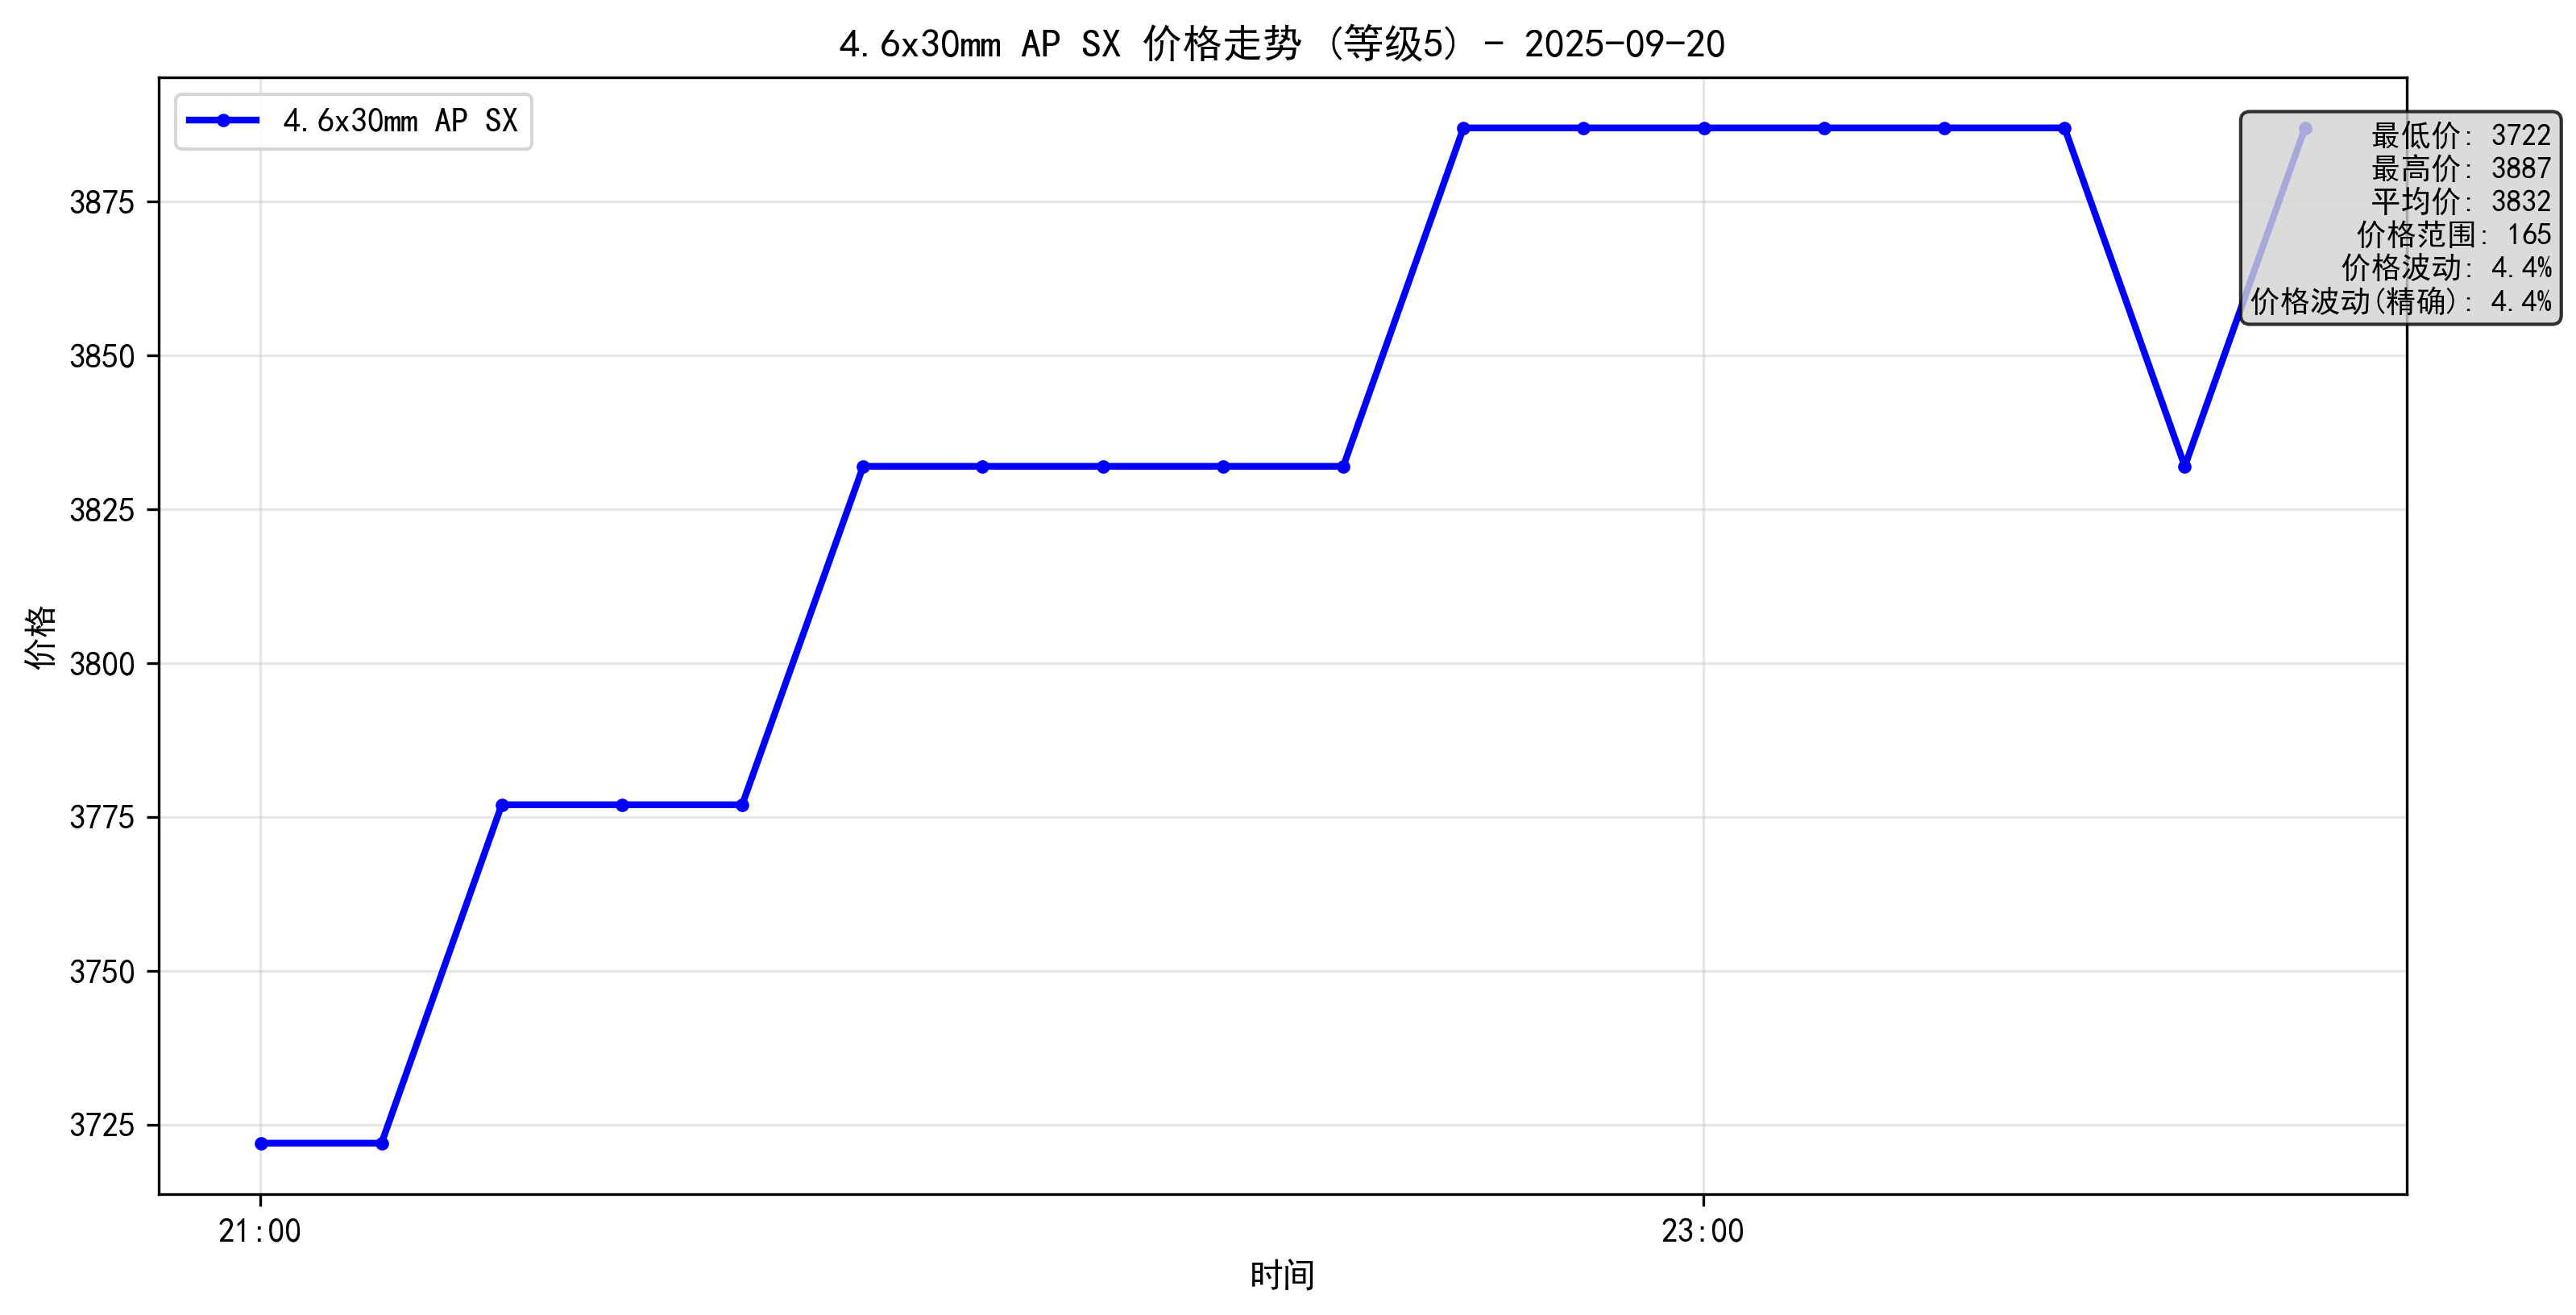 4.6x30mm AP SX 价格走势 (等级5) - 2025-09-20
4.6x30mm AP SX
最低价: 3722
最高价: 3887
平均价: 3832
价格范围: 165
价格波动: 4.4%
价格波动(精确): 4.4%
3875
3850
3825
3800
3775
3750
3725
价格
21:00
23:00
时间